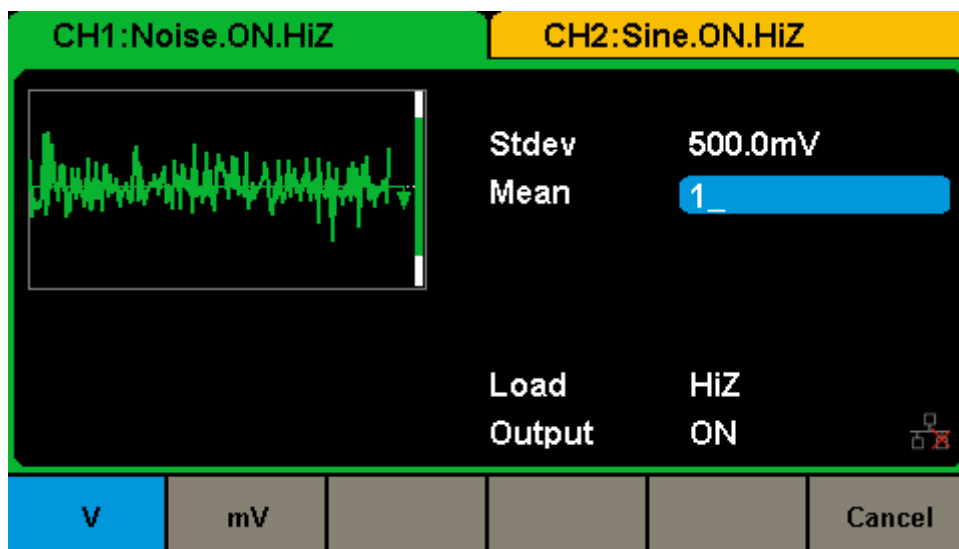 CH1:Noise.ON.HiZ CH2:Sine.ON.HiZ
Stdev 500.0mV
Mean 1_
Load HiZ
Output ON
V mV Cancel